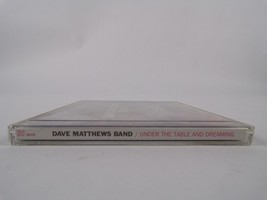 DAVE MATTHEWS BAND / UNDER THE TABLE AND DREAMING